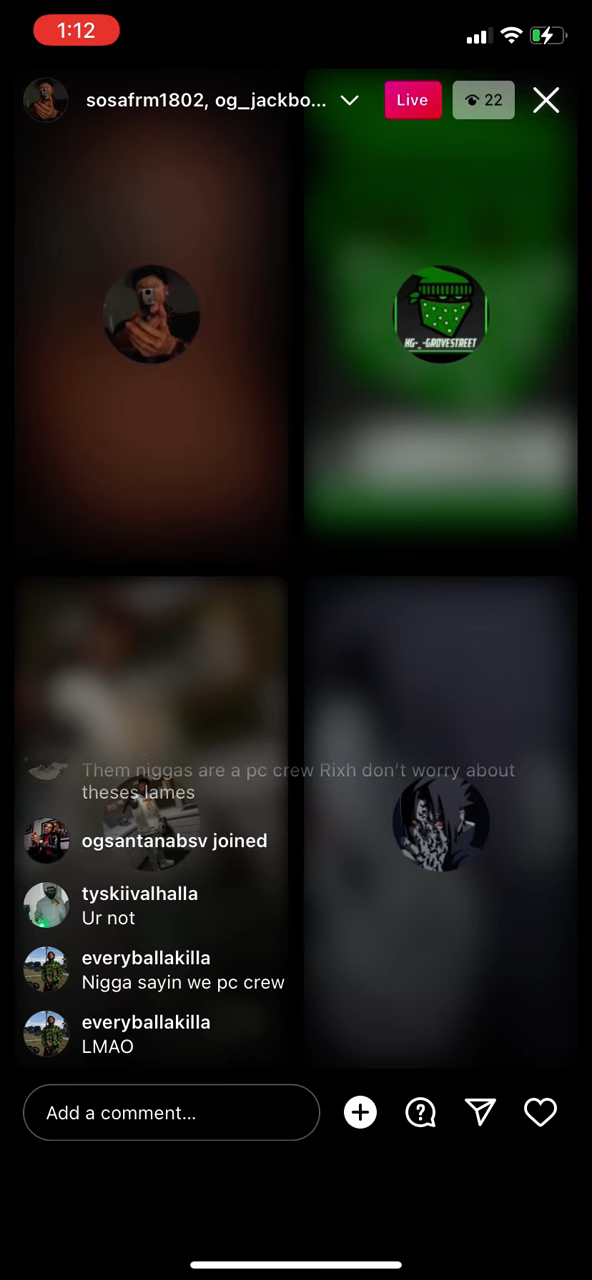 1:12
sosafrm1802, og_jackbo...
Live
22
HG-_-GROVESTREET
Them niggas are a pc crew Rixh don't worry about
theses lames
ogsantanabsv joined
tyskiivalhalla
Ur not
everyballakilla
Nigga sayin we pc crew
everyballakilla
LMAO
Add a comment...